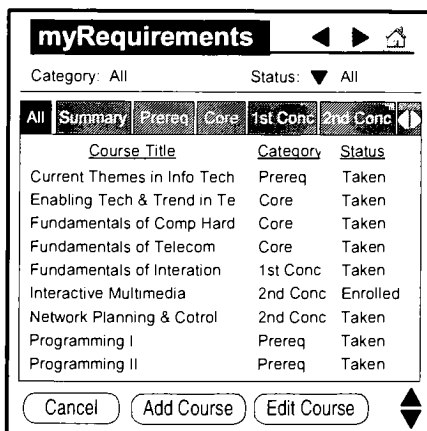 myRequirements
Category: All Status: All
All Summary Prereq Core 1st Conc 2nd Conc
Course Title Category Status
Current Themes in Info Tech Prereq Taken
Enabling Tech & Trend in Te Core Taken
Fundamentals of Comp Hard Core Taken
Fundamentals of Telecom Core Taken
Fundamentals of Interation 1st Conc Taken
Interactive Multimedia 2nd Conc Enrolled
Network Planning & Cotrol 2nd Conc Taken
Programming I Prereq Taken
Programming II Prereq Taken
Cancel Add Course Edit Course